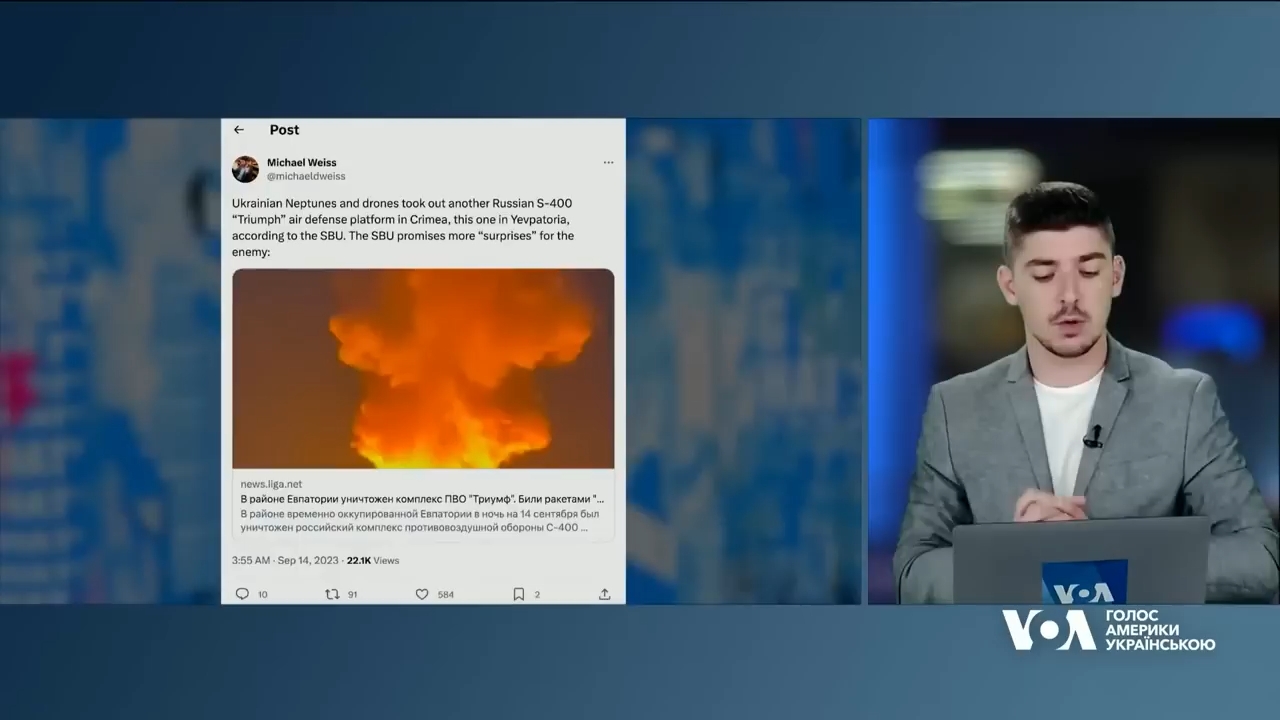 Post
Michael Weiss
@michaeldweiss
Ukrainian Neptunes and drones took out another Russian S-400
“Triumph” air defense platform in Crimea, this one in Yevpatoria,
according to the SBU. The SBU promises more “surprises” for the
enemy:
news.liga.net
В районе Евпатории уничтожен комплекс ПВО "Триумф". Били ракетами "...
В районе временно оккупированной Евпатории в ночь на 14 сентября был
уничтожен российский комплекс противовоздушной обороны С-400 ...
3:55 AM · Sep 14, 2023 · 22.1K Views
10
91
584
2
VOA
VOA
ГОЛОС
АМЕРИКИ
УКРАЇНСЬКОЮ